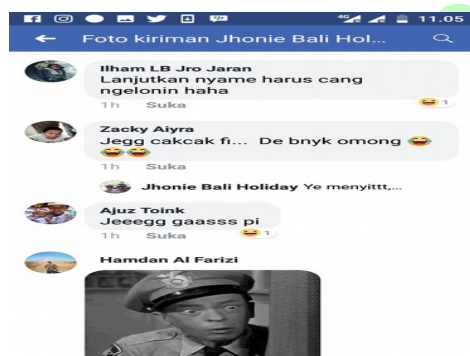 4G 11.05
Foto kiriman Jhonie Bali Hol...
Ilham LB Jro Jaran
Lanjutkan nyame harus cang
ngelonin haha
1h Suka 1
Zacky Aiyra
Jegg cakcak fi... De bnyk omong 😂
😂😂
1h Suka
Jhonie Bali Holiday Ye menyittt,...
Ajuz Toink
Jeeegg gaasss pi
1h Suka 1
Hamdan Al Farizi